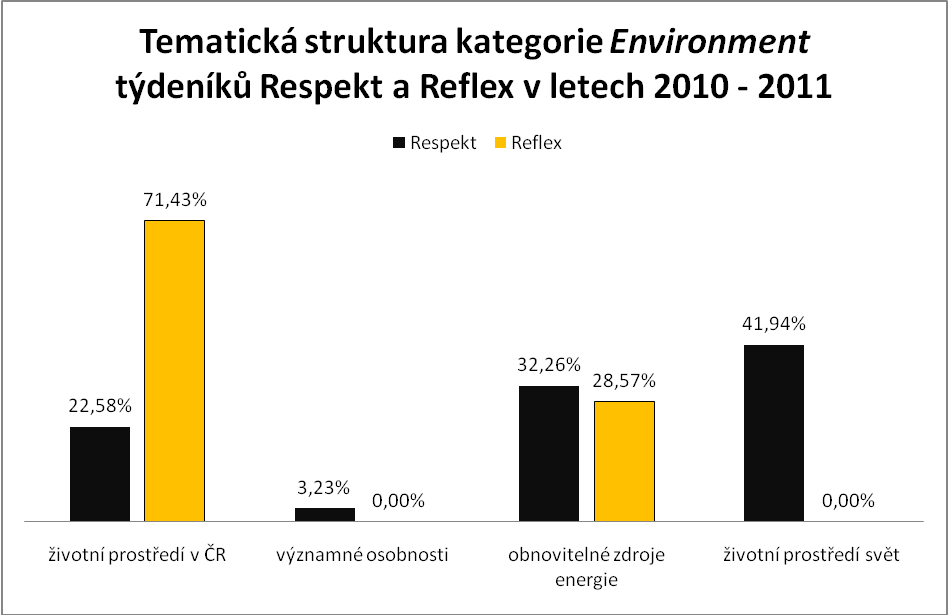 Tematická struktura kategorie Environment
týdeníků Respekt a Reflex v letech 2010 - 2011
Respekt Reflex
71,43%
41,94%
32,26%
28,57%
22,58%
3,23%
0,00%
0,00%
životní prostředí v ČR
významné osobnosti
obnovitelné zdroje
energie
životní prostředí svět